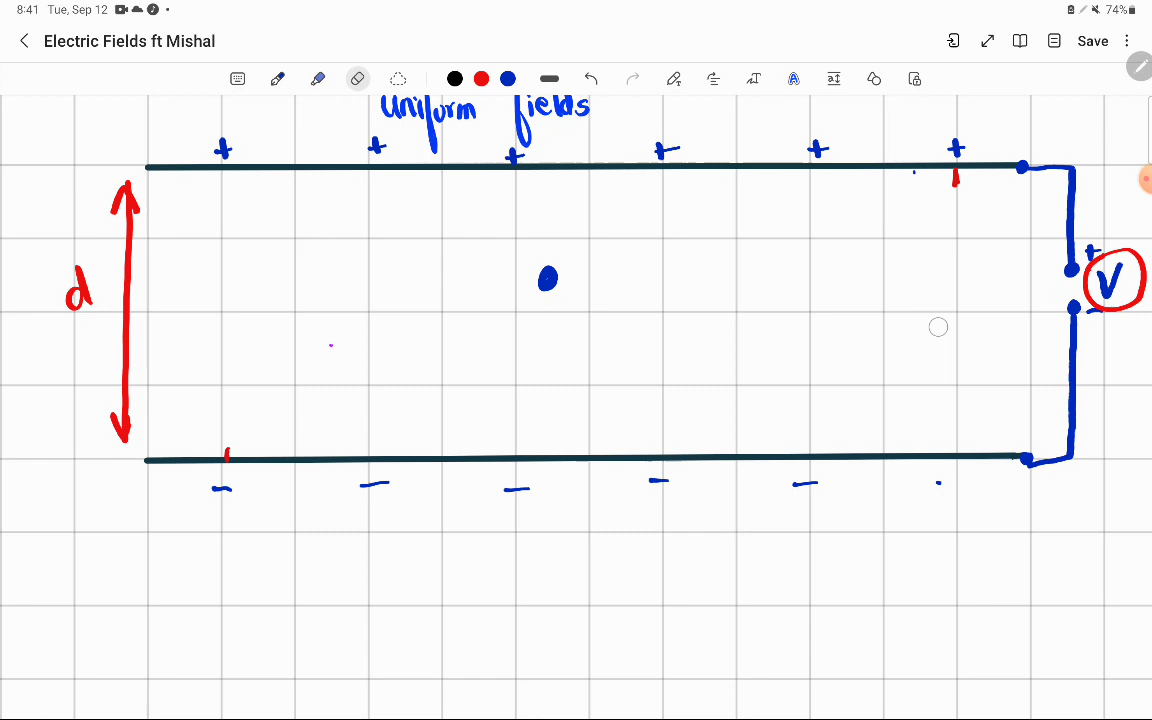 8:41 Tue, Sep 12
74%
Electric Fields ft Mishal
Save
Uniform fields
+ + + + + +
d
+
V
−
− − − − −